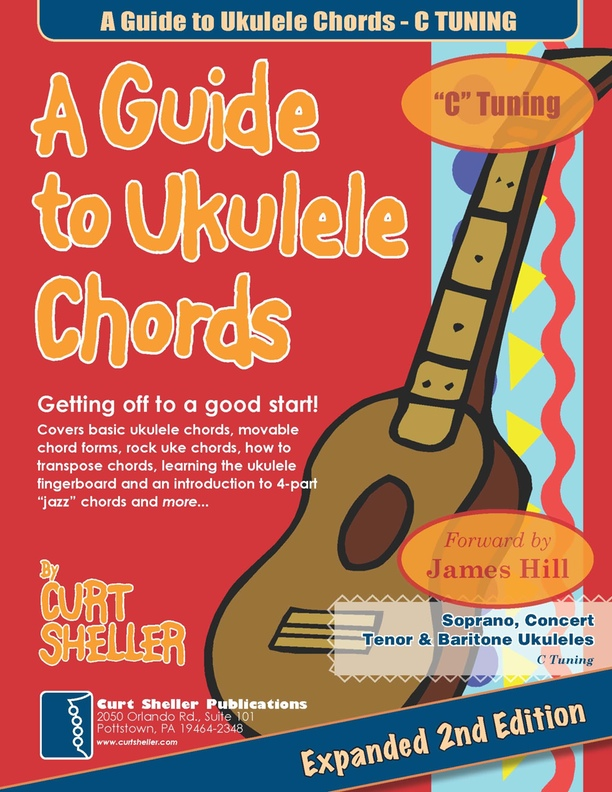 A Guide to Ukulele Chords - C TUNING
"C" Tuning
A Guide
to Ukulele
Chords
Getting off to a good start!
Covers basic ukulele chords, movable
chord forms, rock uke chords, how to
transpose chords, learning the ukulele
fingerboard and an introduction to 4-part
"jazz" chords and more...
Forward by
James Hill
By
CURT
SHELLER
Soprano, Concert
Tenor & Baritone Ukuleles
C Tuning
Curt Sheller Publications
2050 Orlando Rd., Suite 101
Pottstown, PA 19464-2348
www.curtsheller.com
Expanded 2nd Edition